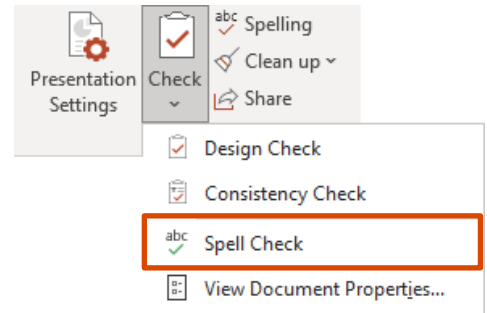 Presentation
Settings
Check
abc Spelling
Clean up
Share
Design Check
Consistency Check
abc Spell Check
View Document Properties...